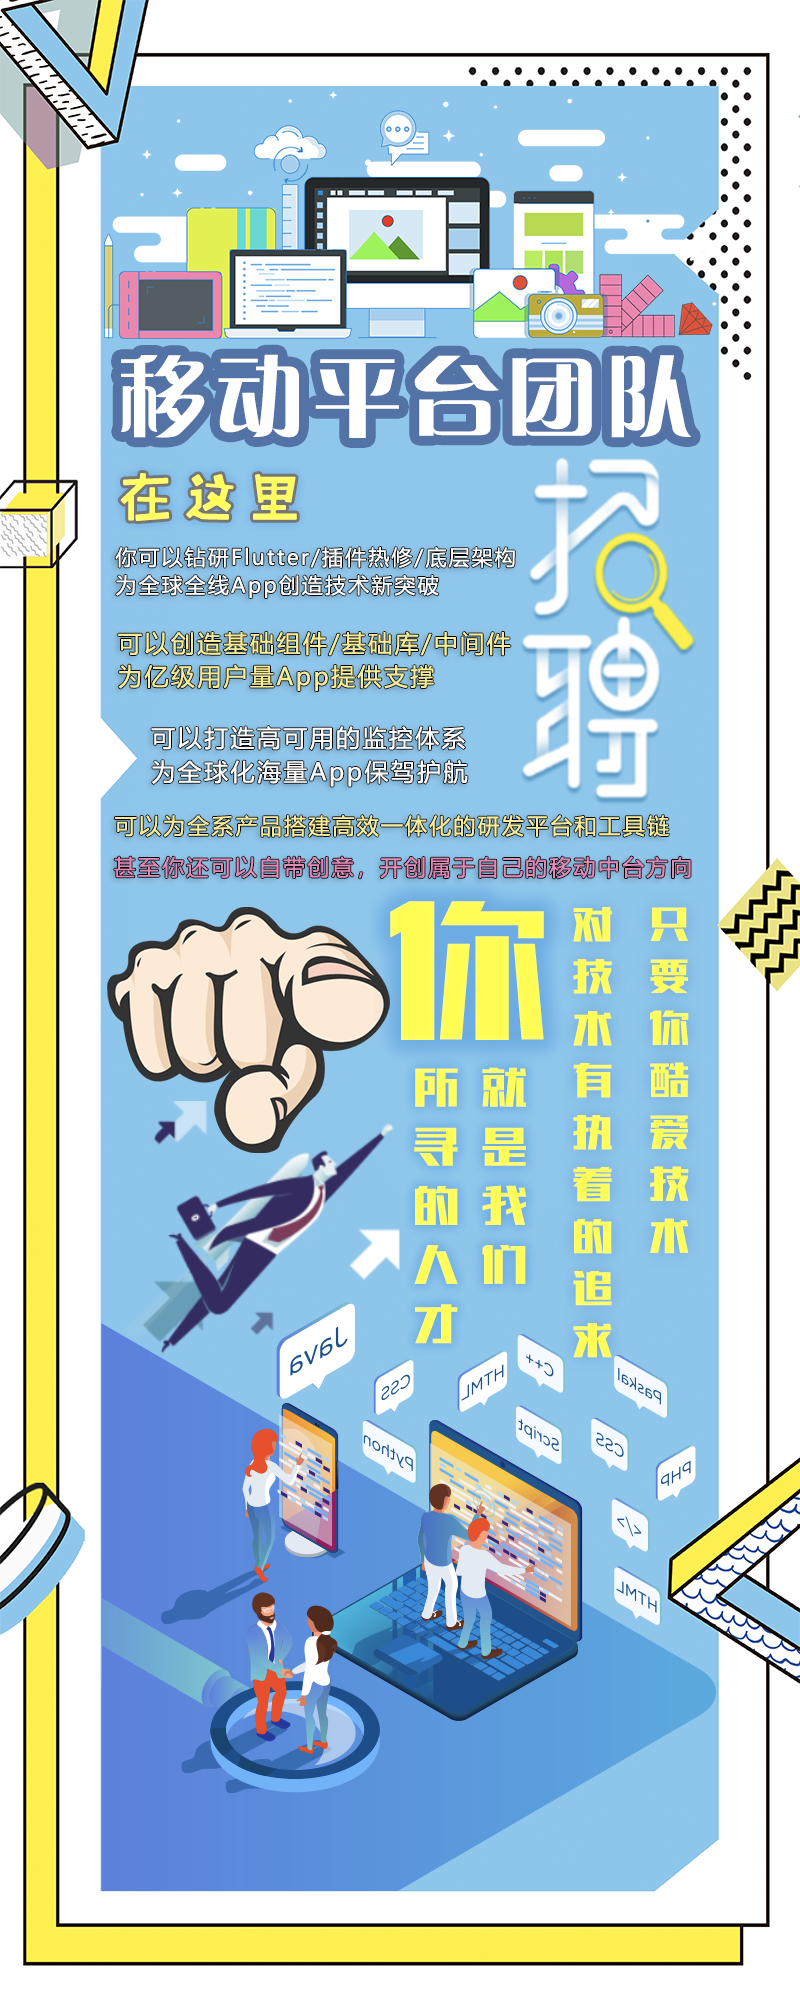 移动平台团队
招聘
在这里
你可以钻研Flutter/插件热修/底层架构
为全球全线App创造技术新突破
可以创造基础组件/基础库/中间件
为亿级用户量App提供支撑
可以打造高可用的监控体系
为全球化海量App保驾护航
可以为全系产品搭建高效一体化的研发平台和工具链
甚至你还可以自带创意，开创属于自己的移动中台方向
只要你酷爱技术
对技术有执着的追求
你
就是我们
所寻的人才
Java
CSS
HTML
C++
Paskal
Python
Script
CSS
PHP
</>
HTML